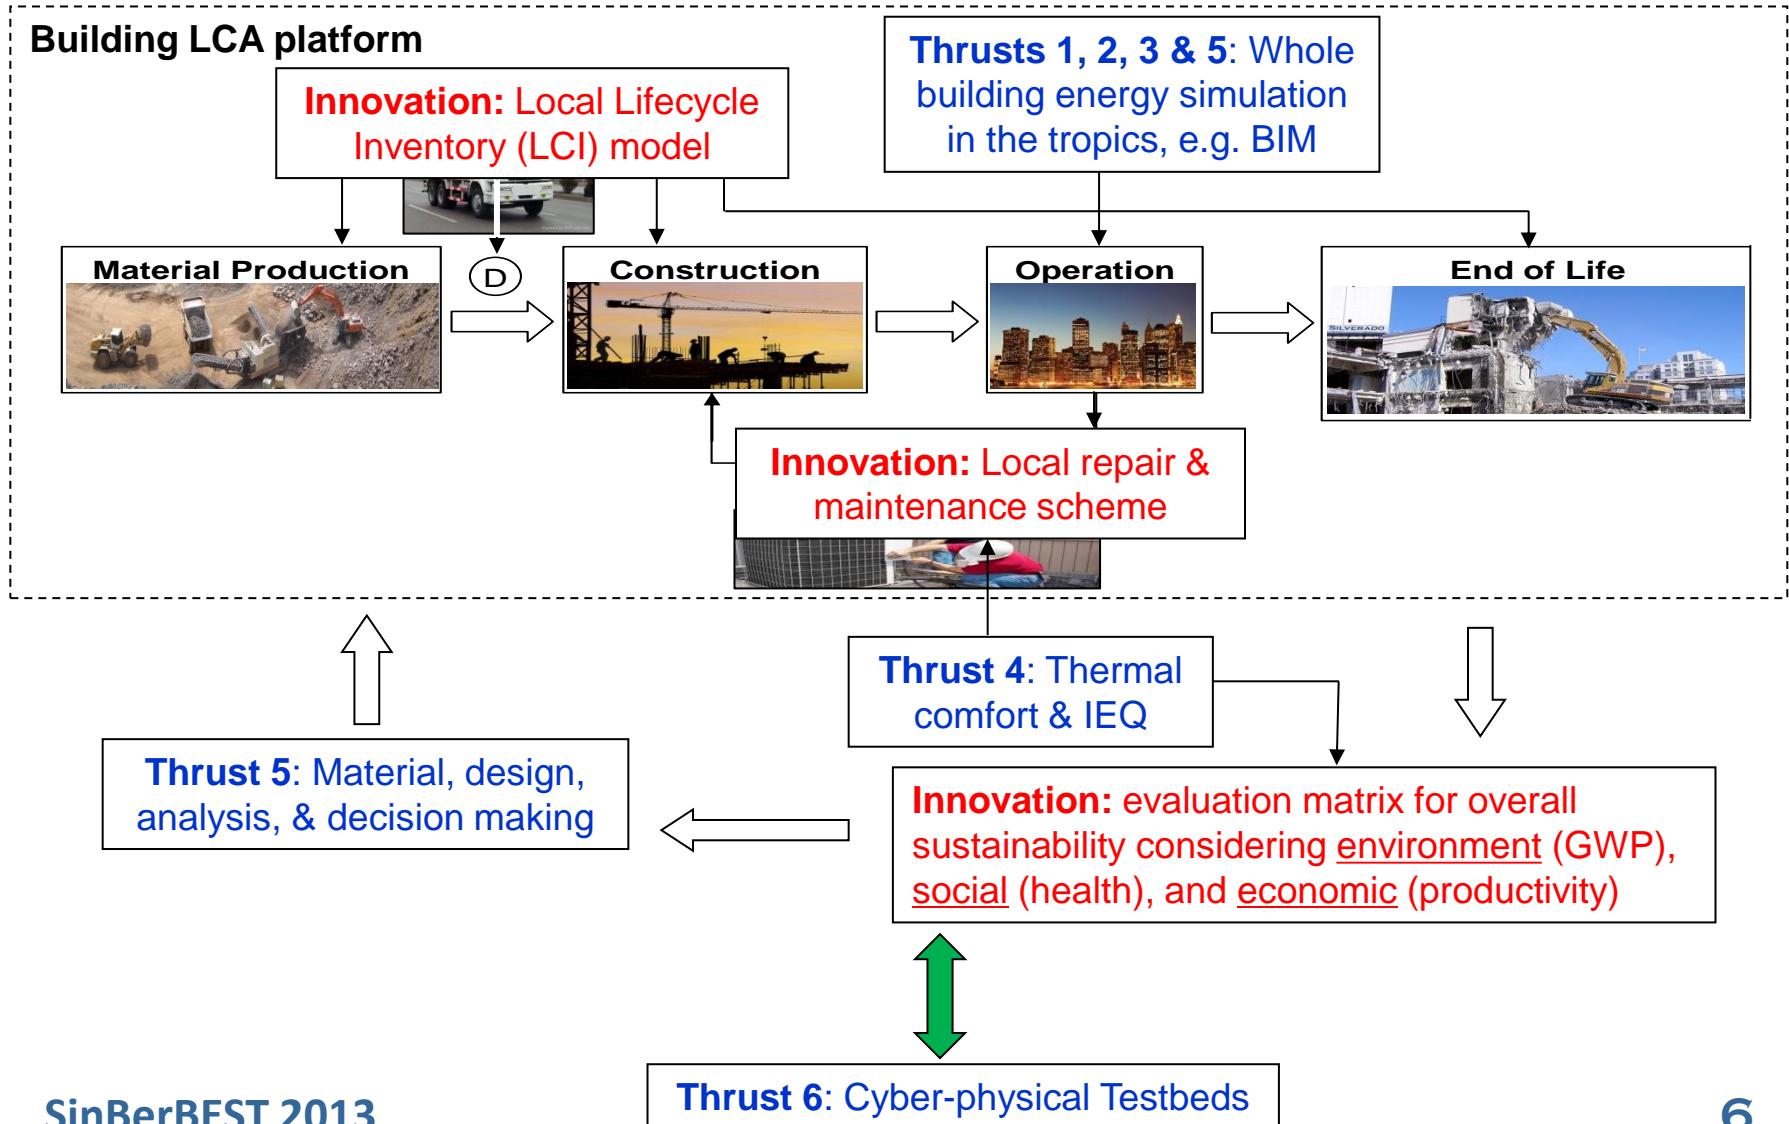 Building LCA platform
Innovation: Local Lifecycle
Inventory (LCI) model
Thrusts 1, 2, 3 & 5: Whole
building energy simulation
in the tropics, e.g. BIM
Material Production
D
Construction
Operation
End of Life
SILVERADO
Innovation: Local repair &
maintenance scheme
Thrust 4: Thermal
comfort & IEQ
Thrust 5: Material, design,
analysis, & decision making
Innovation: evaluation matrix for overall
sustainability considering environment (GWP),
social (health), and economic (productivity)
Thrust 6: Cyber-physical Testbeds
SinBerBEST 2013
6